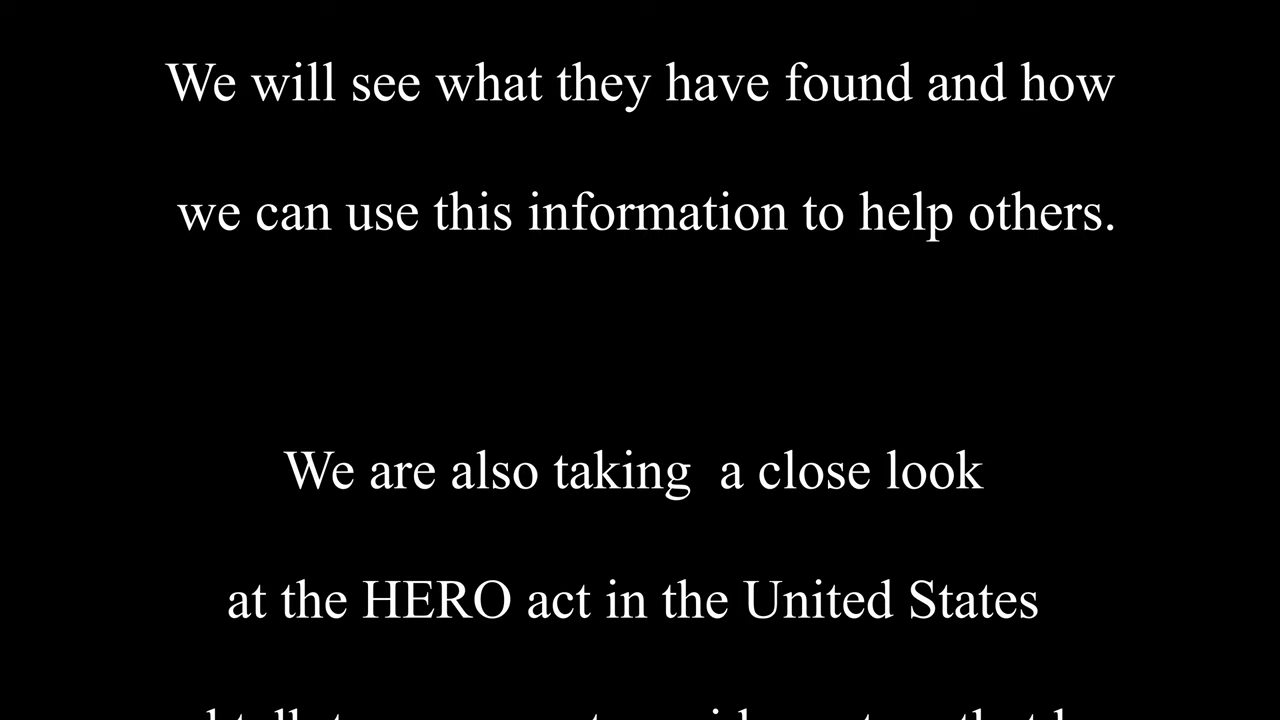 We will see what they have found and how
we can use this information to help others.
We are also taking  a close look
at the HERO act in the United States